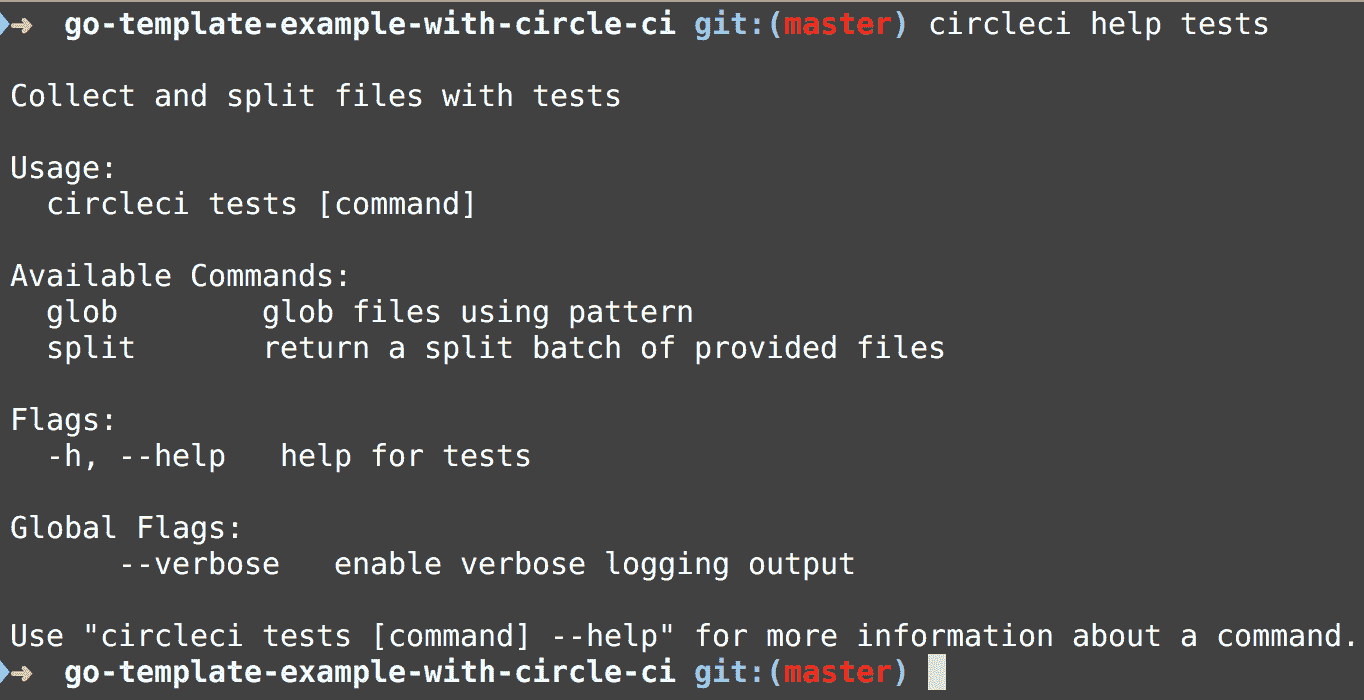 ➜  go-template-example-with-circle-ci git:(master) circleci help tests

Collect and split files with tests

Usage:
  circleci tests [command]

Available Commands:
  glob        glob files using pattern
  split       return a split batch of provided files

Flags:
  -h, --help   help for tests

Global Flags:
      --verbose   enable verbose logging output

Use "circleci tests [command] --help" for more information about a command.
➜  go-template-example-with-circle-ci git:(master)